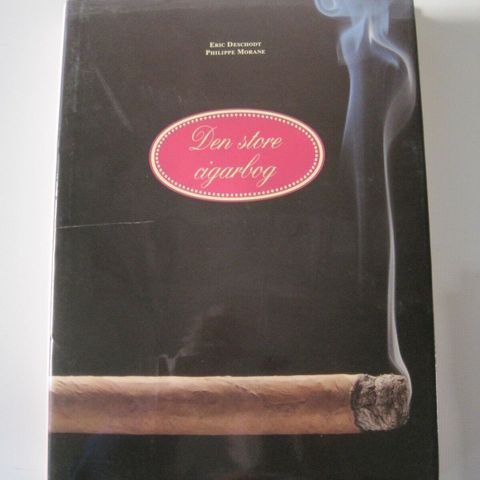 Eric Deschodt
Philippe Morane
Den store
cigarbog